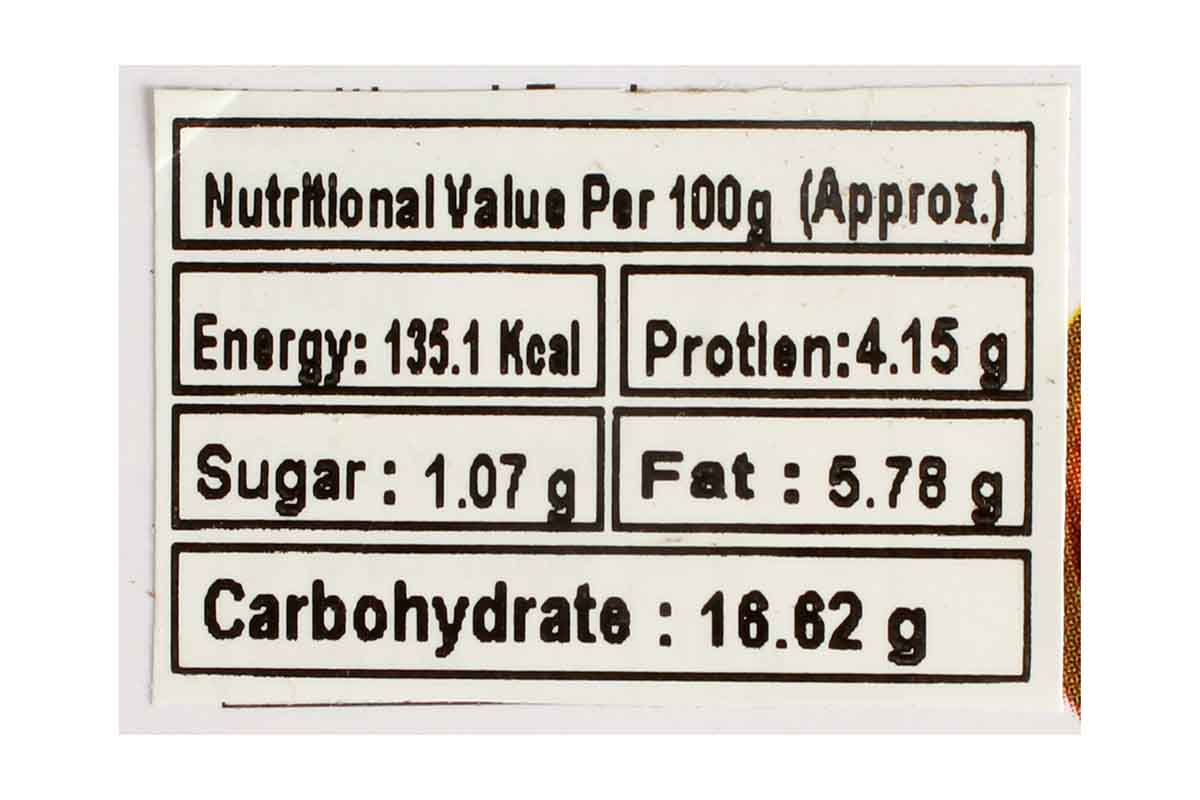 Nutritional Value Per 100g (Approx.)
Energy: 135.1 Kcal
Protien:4.15 g
Sugar : 1.07 g
Fat : 5.78 g
Carbohydrate : 16.62 g